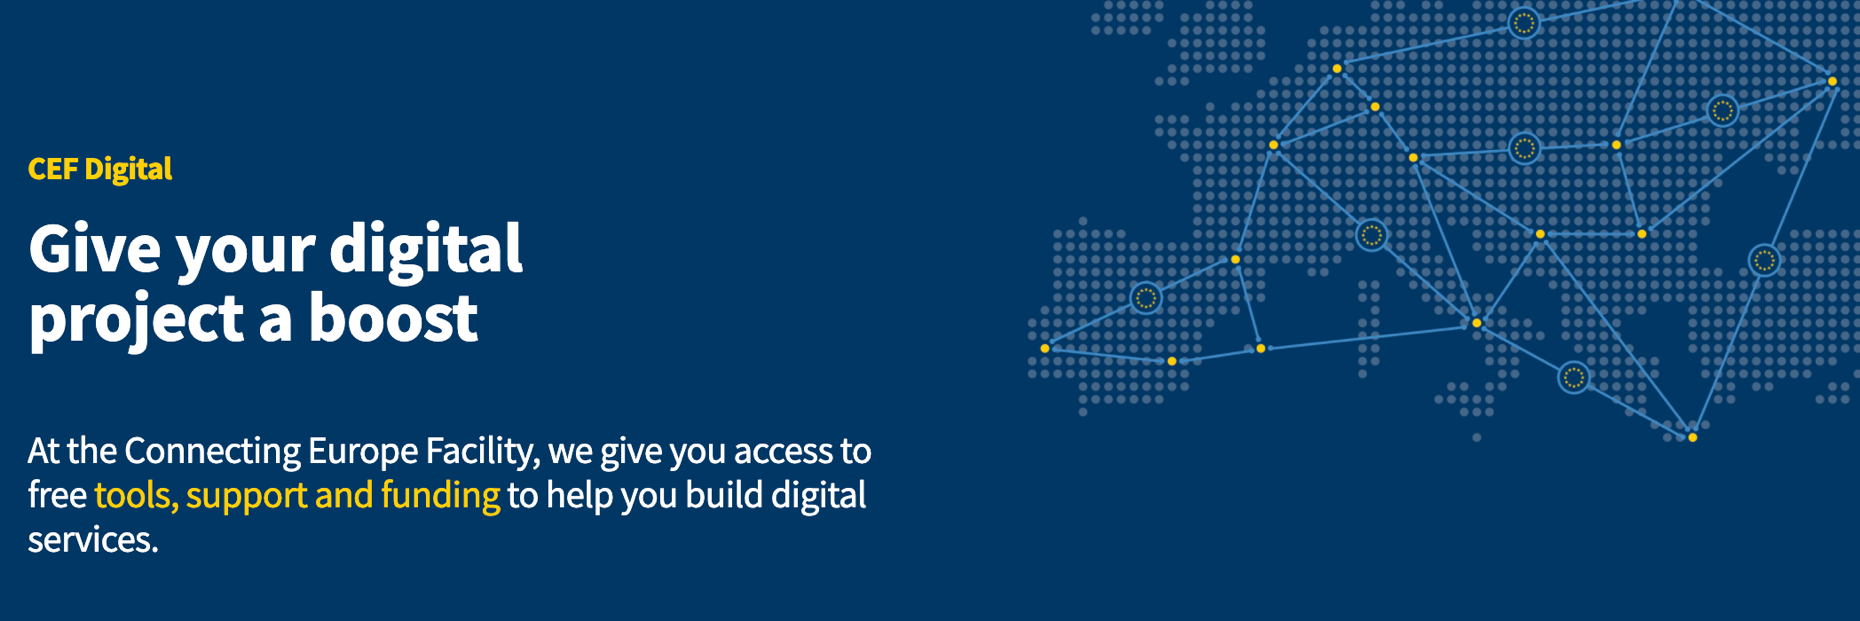 CEF Digital
Give your digital
project a boost
At the Connecting Europe Facility, we give you access to
free tools, support and funding to help you build digital
services.